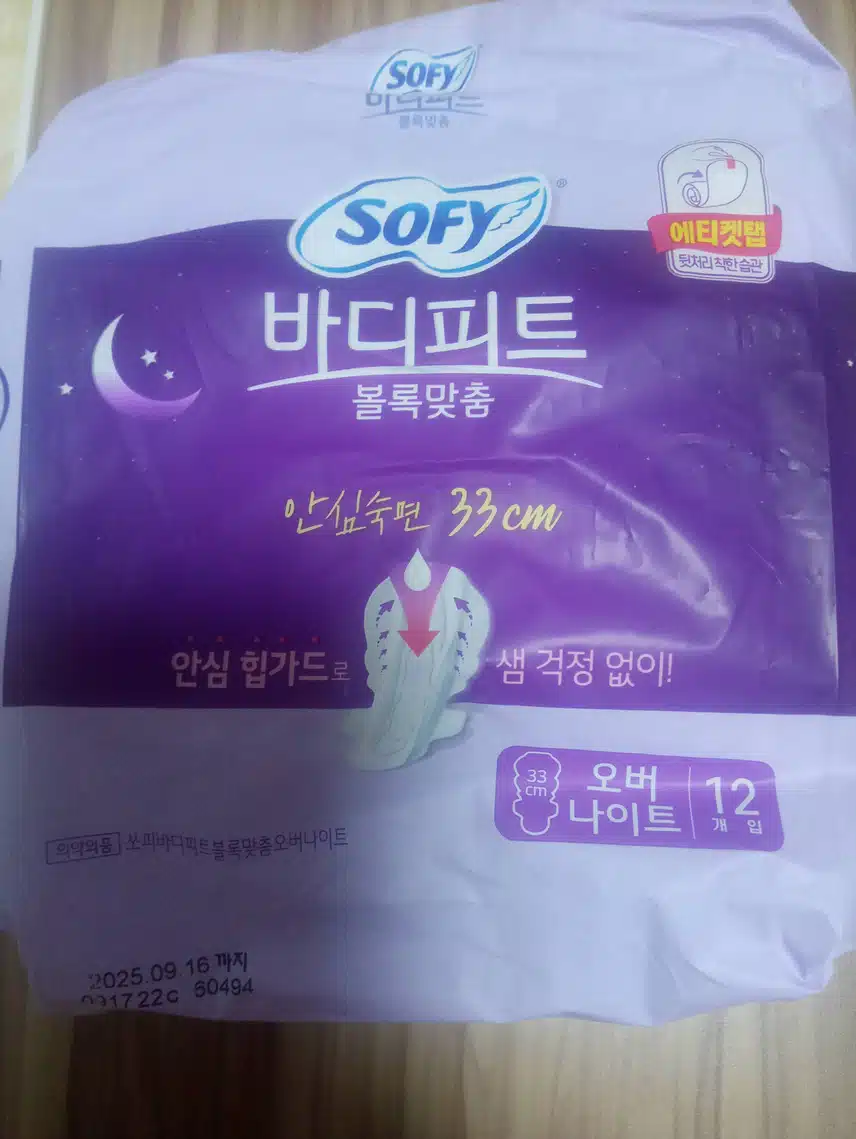 SOFY
바디피트
볼록맞춤
SOFY®
바디피트
볼록맞춤
에티켓탭
뒷처리 착한 습관
안심숙면 33cm
안심 힙가드로
샘 걱정 없이!
33
cm
오버
나이트
12
개입
의약외품 쏘피바디피트볼록맞춤오버나이트
2025.09.16 까지
1722C 60494